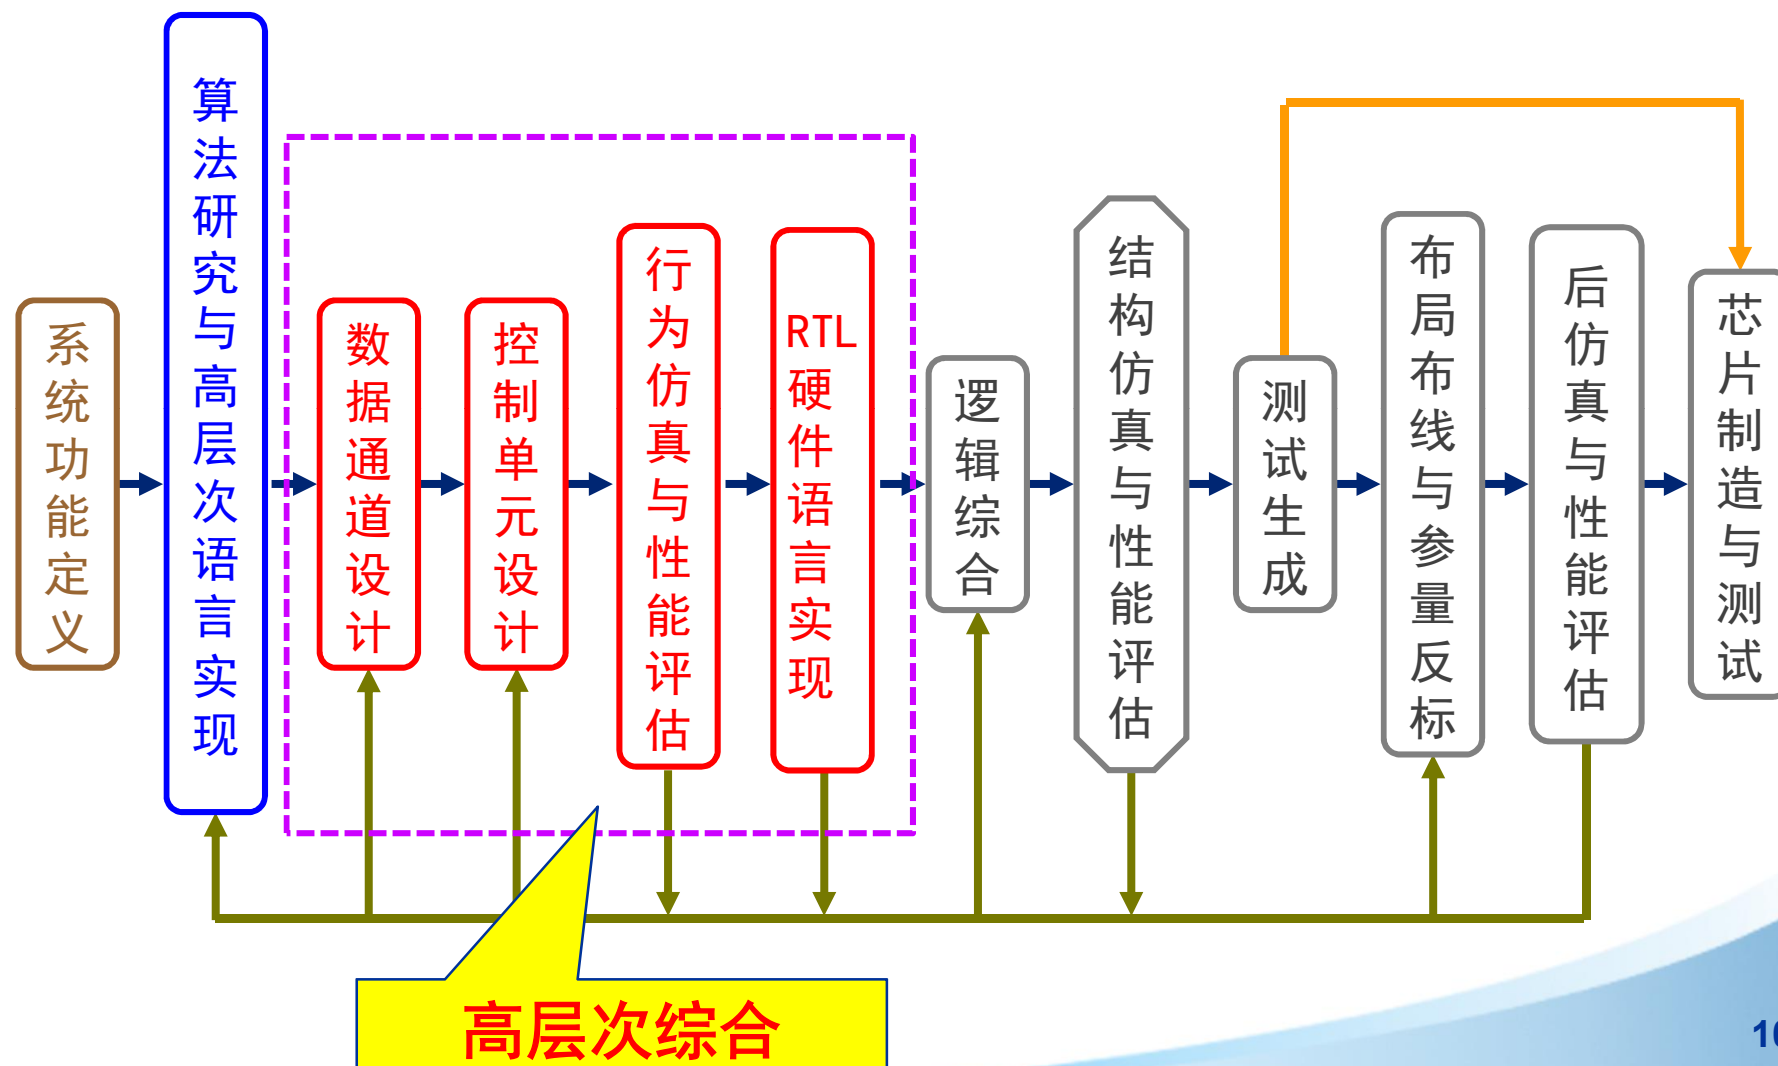 系统功能定义
算法研究与高层次语言实现
数据通道设计
控制单元设计
行为仿真与性能评估
RTL硬件语言实现
逻辑综合
结构仿真与性能评估
测试生成
布局布线与参量反标
后仿真与性能评估
芯片制造与测试
高层次综合